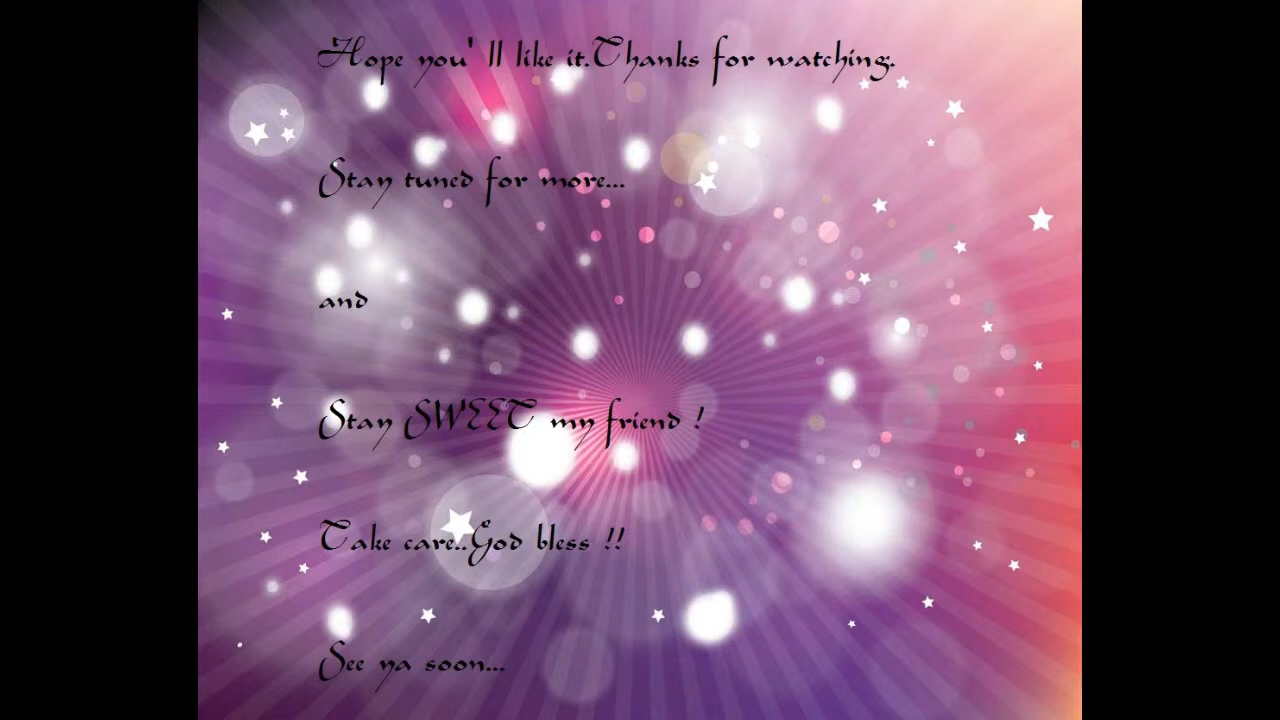 Hope you' ll like it.Thanks for watching.
Stay tuned for more...
and
Stay SWEET my friend !
Take care..God bless !!
See ya soon...